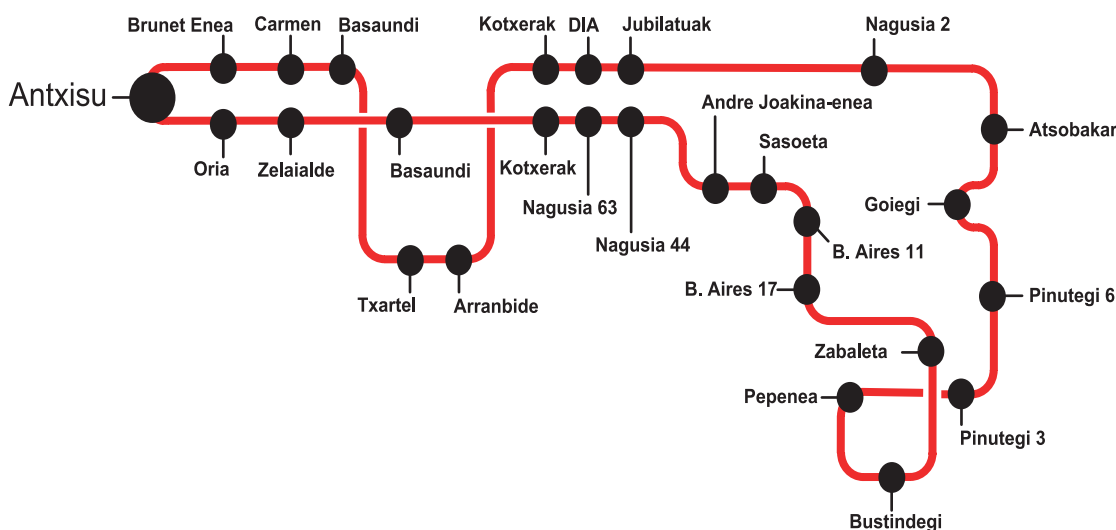 Brunet Enea
Carmen
Basaundi
Kotxerak
DIA
Jubilatuak
Nagusia 2
Antxisu
Andre Joakina-enea
Atsobakar
Sasoeta
Oria
Zelaialde
Basaundi
Kotxerak
Nagusia 63
Goiegi
Nagusia 44
B. Aires 11
B. Aires 17
Pinutegi 6
Txartel
Arranbide
Zabaleta
Pepenea
Pinutegi 3
Bustindegi